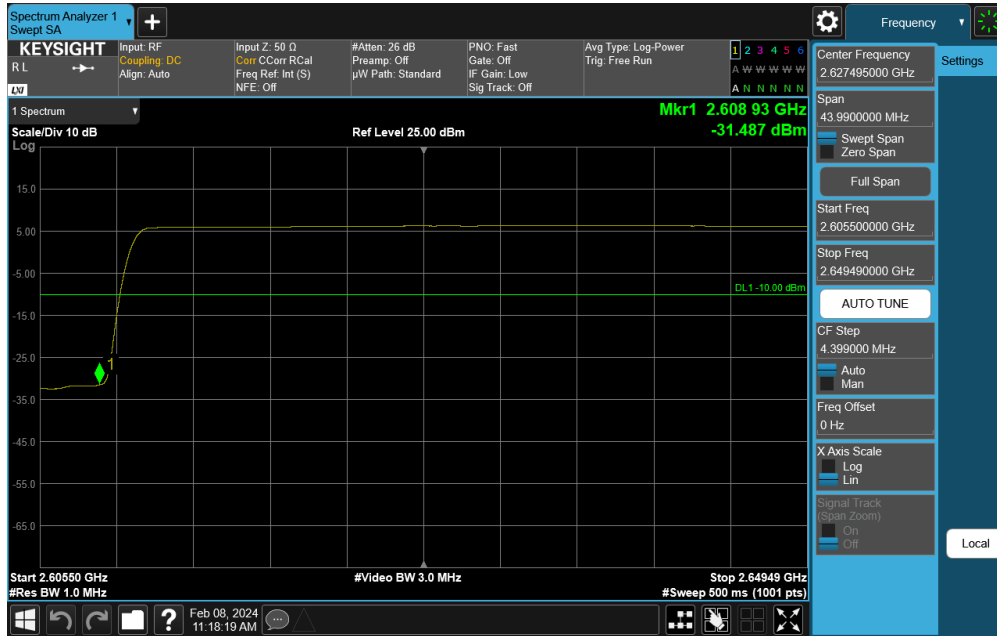 Spectrum Analyzer 1
Swept SA
+
KEYSIGHT
R L
LXI
Input: RF
Coupling: DC
Align: Auto
Input Z: 50 Ω
Corr CCorr RCal
Freq Ref: Int (S)
NFE: Off
#Atten: 26 dB
Preamp: Off
µW Path: Standard
PNO: Fast
Gate: Off
IF Gain: Low
Sig Track: Off
Avg Type: Log-Power
Trig: Free Run
1 2 3 4 5 6
A W W W W W
A N N N N N
1 Spectrum
Scale/Div 10 dB
Log
Ref Level 25.00 dBm
Mkr1 2.608 93 GHz
-31.487 dBm
15.0
5.00
-5.00
DL1 -10.00 dBm
-15.0
-25.0
1
-35.0
-45.0
-55.0
-65.0
Start 2.60550 GHz
#Res BW 1.0 MHz
#Video BW 3.0 MHz
Stop 2.64949 GHz
#Sweep 500 ms (1001 pts)
Frequency
Settings
Center Frequency
2.627495000 GHz
Span
43.9900000 MHz
Swept Span
Zero Span
Full Span
Start Freq
2.605500000 GHz
Stop Freq
2.649490000 GHz
AUTO TUNE
CF Step
4.399000 MHz
Auto
Man
Freq Offset
0 Hz
X Axis Scale
Log
Lin
Signal Track
(Span Zoom)
On
Off
Local
?
Feb 08, 2024
11:18:19 AM